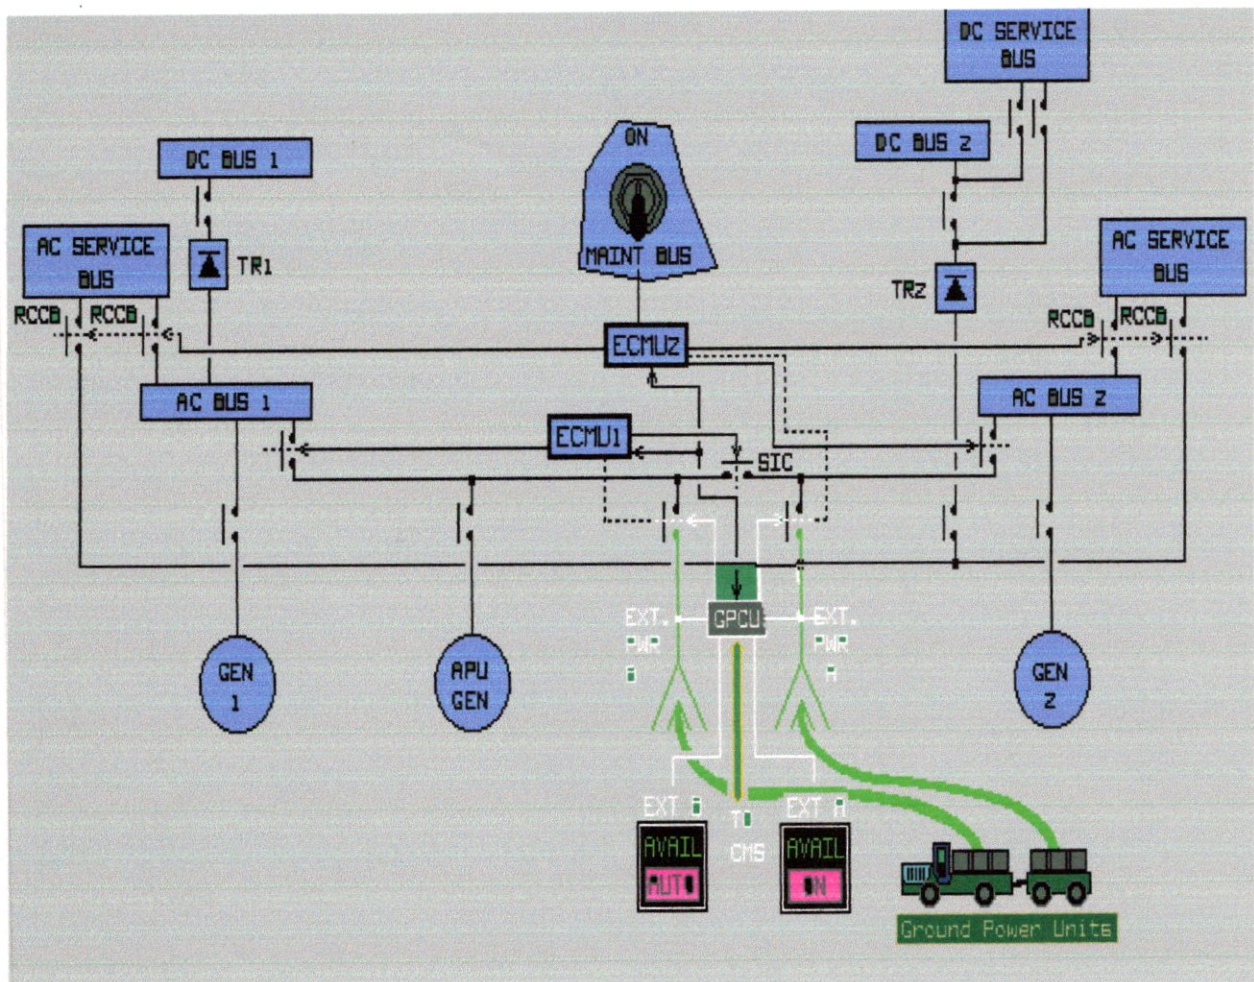 DC SERVICE
BUS
ON
DC BUS 2
DC BUS 1
AC SERVICE
BUS
AC SERVICE
BUS
MAINT BUS
TR1
TR2
RCCB
RCCB
RCCB
RCCB
ECMU2
AC BUS 1
AC BUS 2
ECMU1
SIC
EXT.
PWR
GPCU
EXT.
PWR
A
GEN
1
APU
GEN
GEN
2
EXT
TO
CMS
EXT A
AVAIL
AUTO
AVAIL
ON
Ground Power Units